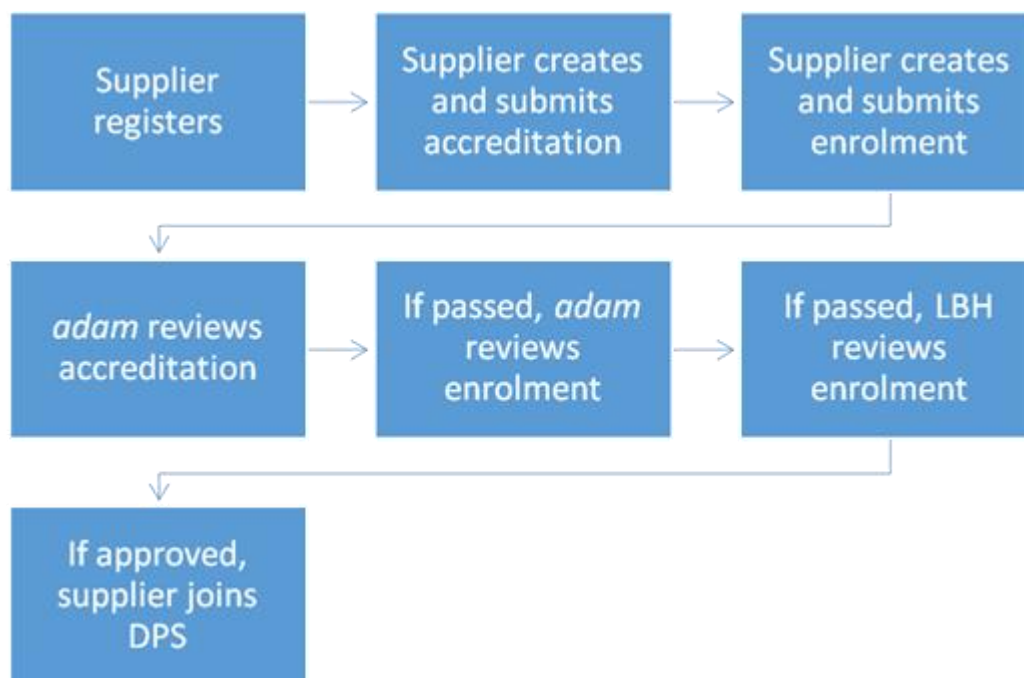 Supplier
registers
Supplier creates
and submits
accreditation
Supplier creates
and submits
enrolment
adam reviews
accreditation
If passed, adam
reviews
enrolment
If passed, LBH
reviews
enrolment
If approved,
supplier joins
DPS